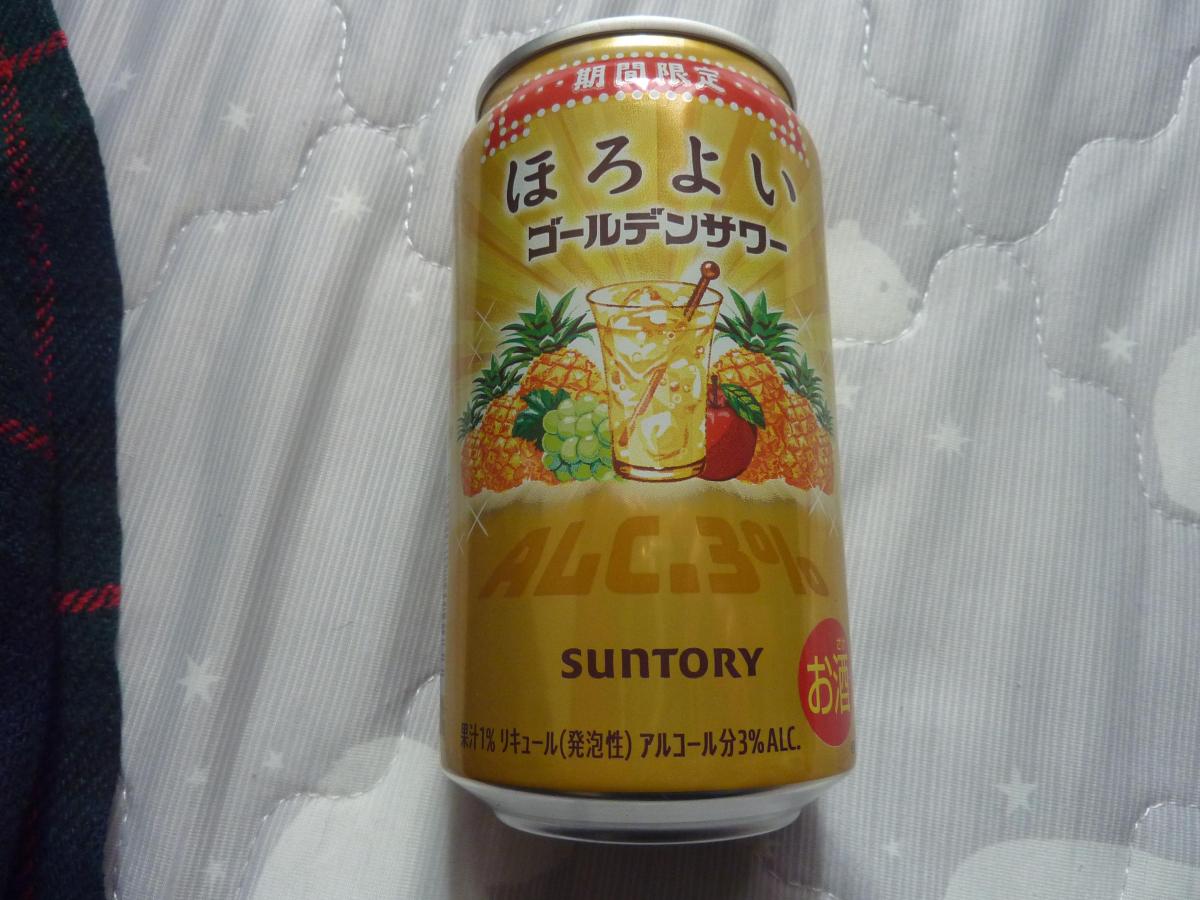 期間限定
ほろよい
ゴールデンサワー
ALC.3%
SUNTORY
お酒
果汁1% リキュール(発泡性) アルコール分3%ALC.